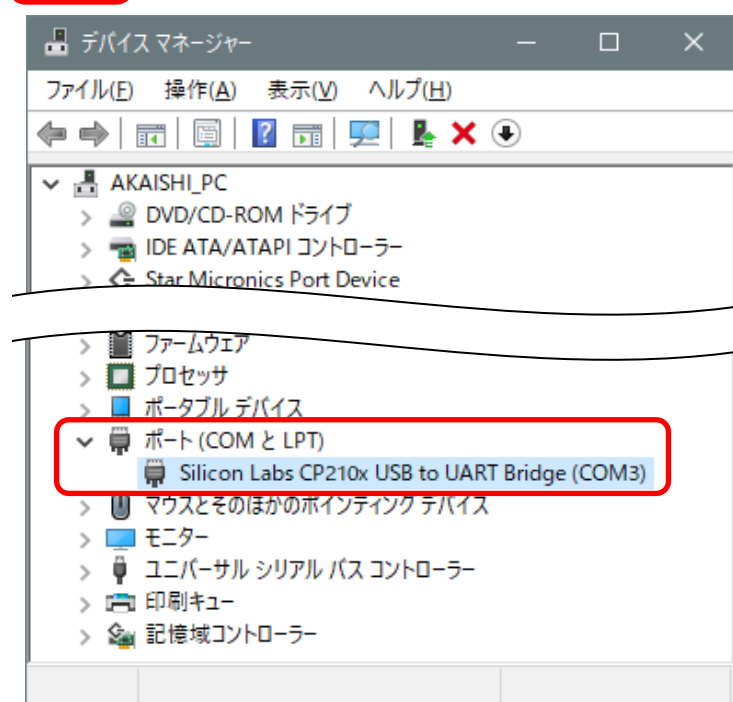 デバイス マネージャー
ファイル(F) 操作(A) 表示(V) ヘルプ(H)
AKAISHI_PC
DVD/CD-ROM ドライブ
IDE ATA/ATAPI コントローラー
Star Micronics Port Device
ファームウェア
プロセッサ
ポータブル デバイス
ポート (COM と LPT)
Silicon Labs CP210x USB to UART Bridge (COM3)
マウスとそのほかのポインティング デバイス
モニター
ユニバーサル シリアル バス コントローラー
印刷キュー
記憶域コントローラー